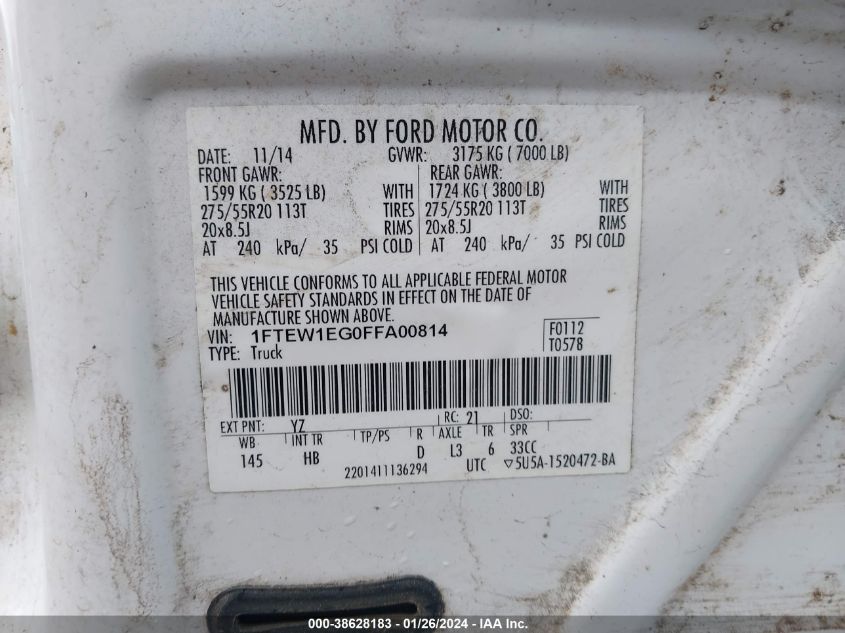 MFD. BY FORD MOTOR CO.
DATE: 11/14 GVWR: 3175 KG ( 7000 LB)
FRONT GAWR: REAR GAWR:
1599 KG ( 3525 LB) WITH 1724 KG ( 3800 LB) WITH
275/55R20 113T TIRES 275/55R20 113T TIRES
20x8.5J RIMS 20x8.5J RIMS
AT 240 kPa/ 35 PSI COLD AT 240 kPa/ 35 PSI COLD
THIS VEHICLE CONFORMS TO ALL APPLICABLE FEDERAL MOTOR
VEHICLE SAFETY STANDARDS IN EFFECT ON THE DATE OF
MANUFACTURE SHOWN ABOVE.
VIN: 1FTEW1EG0FFA00814 F0112
TYPE: Truck T0578
EXT PNT: YZ RC: 21 DSO:
WB INT TR TP/PS R AXLE TR SPR
145 HB D L3 6 33CC
2201411136294 UTC ▽5U5A-1520472-BA
000-38628183 - 01/26/2024 - IAA, Inc.